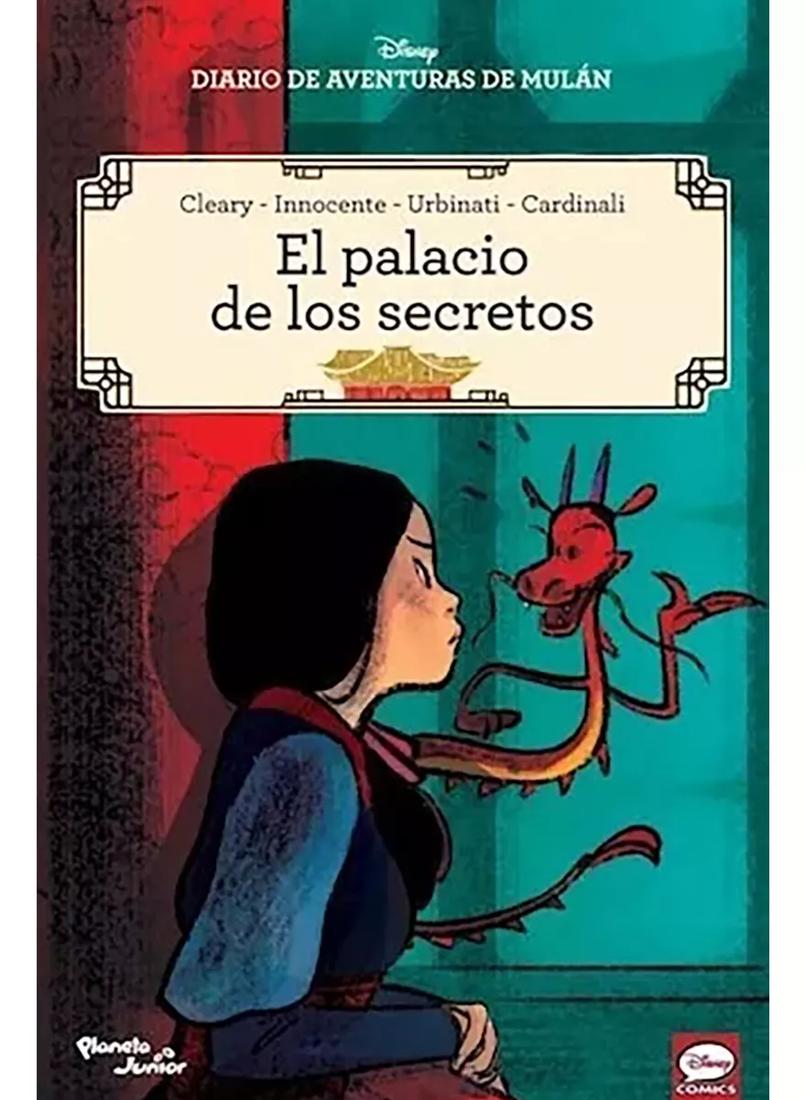 Disney
DIARIO DE AVENTURAS DE MULÁN
Cleary - Innocente - Urbinati - Cardinali
El palacio
de los secretos
Planeta
Junior
Disney
COMICS